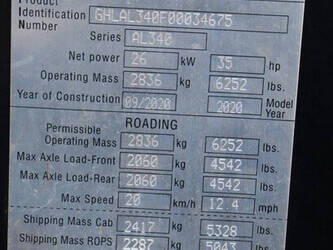 Product
Identification GHLAL340F00034675
Number
Series AL340
Net power 26 kW 35 hp
Operating Mass 2836 kg 6252 lbs.
Year of Construction 09/2020 2020 Model Year
ROADING
Permissible
Operating Mass 2836 kg 6252 lbs.
Max Axle Load-Front 2060 kg 4542 lbs.
Max Axle Load-Rear 2060 kg 4542 lbs.
Max Speed 20 km/h 12.4 mph
Shipping Mass Cab 2417 kg 5328 lbs.
Shipping Mass ROPS 2287 kg 5043 lbs.